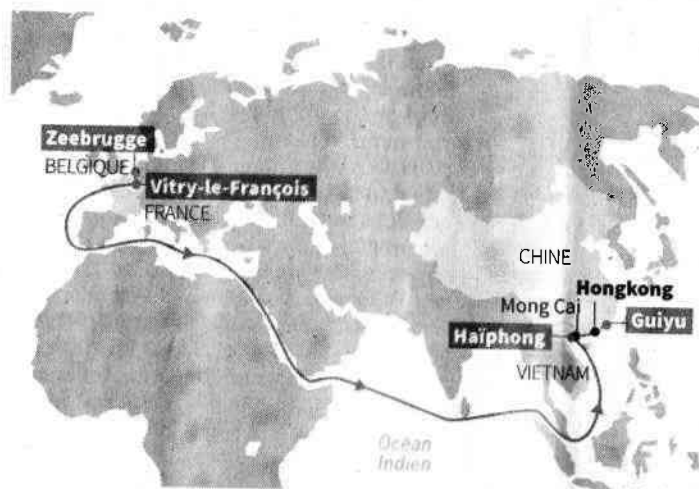 Zeebrugge
BELGIQUE
Vitry-le-François
FRANCE
CHINE
Hongkong
Mong Cai
Guiyu
Haïphong
VIETNAM
Océan
Indien